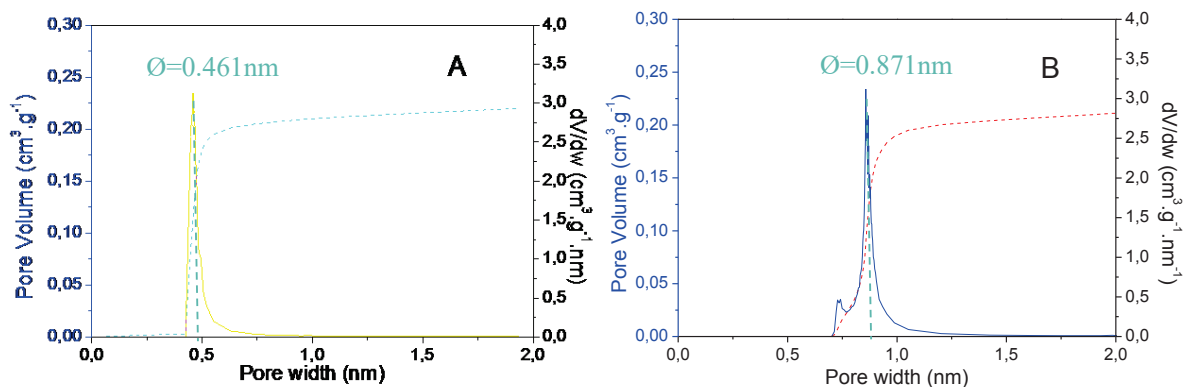 Pore Volume (cm³.g⁻¹)
0,30
0,25
0,20
0,15
0,10
0,05
0,00
Ø=0.461nm
A
4,0
3,5
3,0
2,5
2,0
1,5
1,0
0,5
0,0
dV/dw (cm³.g⁻¹.nm)
0,0 0,5 1,0 1,5 2,0
Pore width (nm)
Pore Volume (cm³.g⁻¹)
0,30
0,25
0,20
0,15
0,10
0,05
0,00
Ø=0.871nm
B
4,0
3,5
3,0
2,5
2,0
1,5
1,0
0,5
0,0
dV/dw (cm³.g⁻¹.nm⁻¹)
0,0 0,5 1,0 1,5 2,0
Pore width (nm)